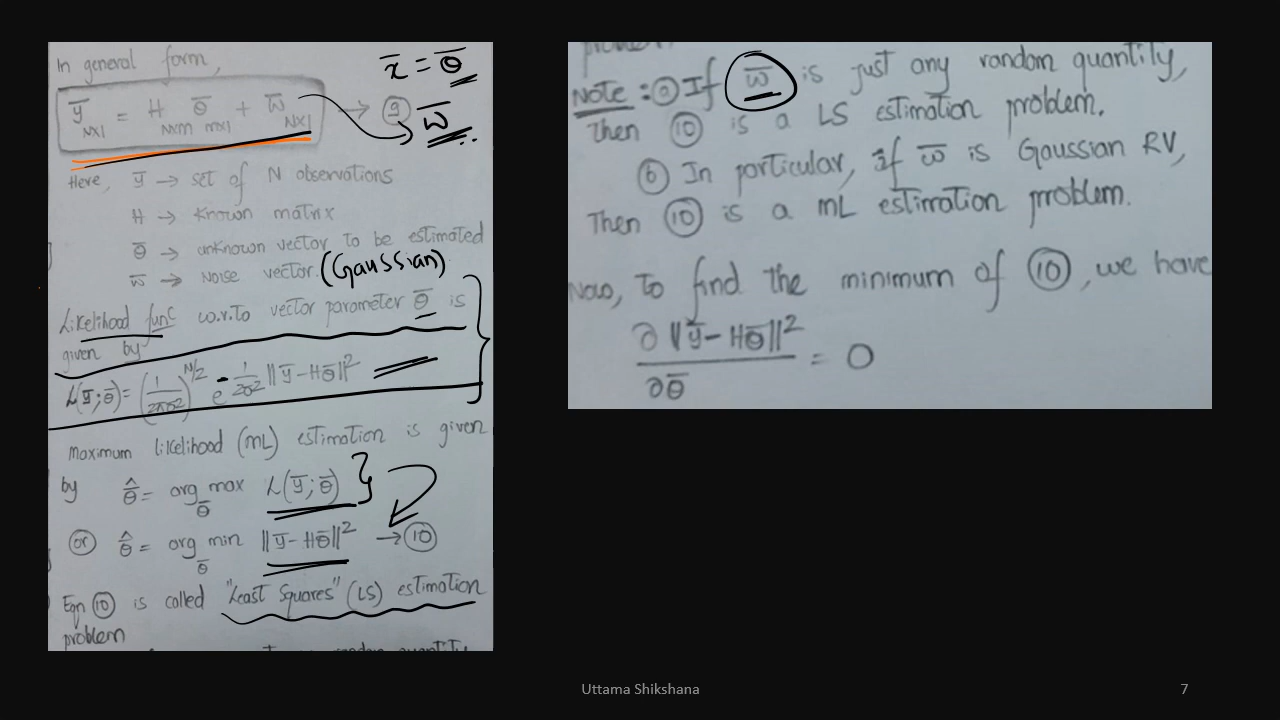 In general form,
x̄ = θ̄
ȳ = H θ̄ + w̄ → ⑨ w̄
NX1 NXM MX1 NX1
Here, ȳ → set of N observations
H → Known matrix
θ̄ → unknown vector to be estimated
w̄ → Noise vector. (Gaussian)
Likelihood func w.r.to vector parameter θ̄ is
given by
L(ȳ;θ̄) = (1/2πσ²)^N/2 e^-1/2σ² ||ȳ-Hθ̄||²
Maximum likelihood (ML) estimation is given
by θ̂ = arg max L(ȳ;θ̄)
θ̄
or θ̂ = arg min ||ȳ-Hθ̄||² → ⑩
θ̄
Eqn ⑩ is called "Least Squares" (LS) estimation
problem
Note: ⓐ If w̄ is just any random quantity,
Then ⑩ is a LS estimation problem.
ⓑ In particular, if w̄ is Gaussian RV,
Then ⑩ is a ML estimation problem.
Now, to find the minimum of ⑩, we have
∂ ||ȳ-Hθ̄||² / ∂θ̄ = 0
Uttama Shikshana
7